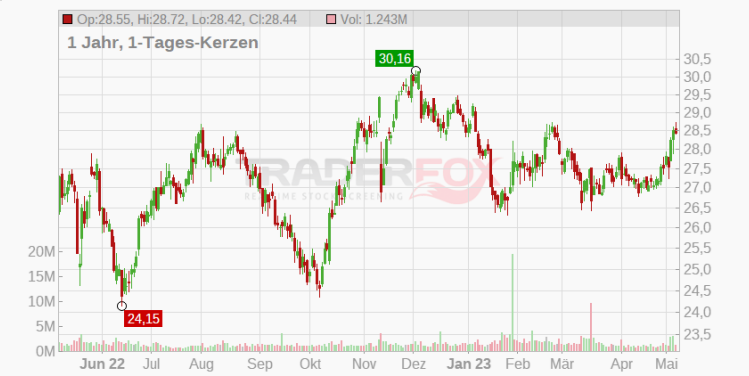 Op:28.55, Hi:28.72, Lo:28.42, Cl:28.44 Vol: 1.243M
1 Jahr, 1-Tages-Kerzen
30,16
30,5
30,0
29,5
29,0
28,5
28,0
27,5
27,0
26,5
26,0
25,5
25,0
24,5
24,0
23,5
TRADERFOX
REALTIME STOCK SCREENING
20M
15M
10M
5M
0M
24,15
Jun 22 Jul Aug Sep Okt Nov Dez Jan 23 Feb Mär Apr Mai